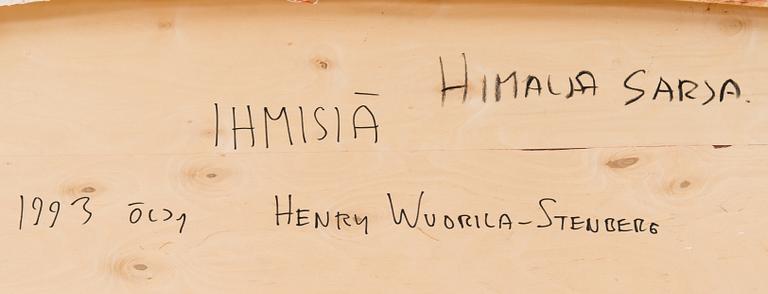 HIMALJA SARJA.
IHMISIÄ
1993 ÖLJY HENRY WUORILA-STENBERG